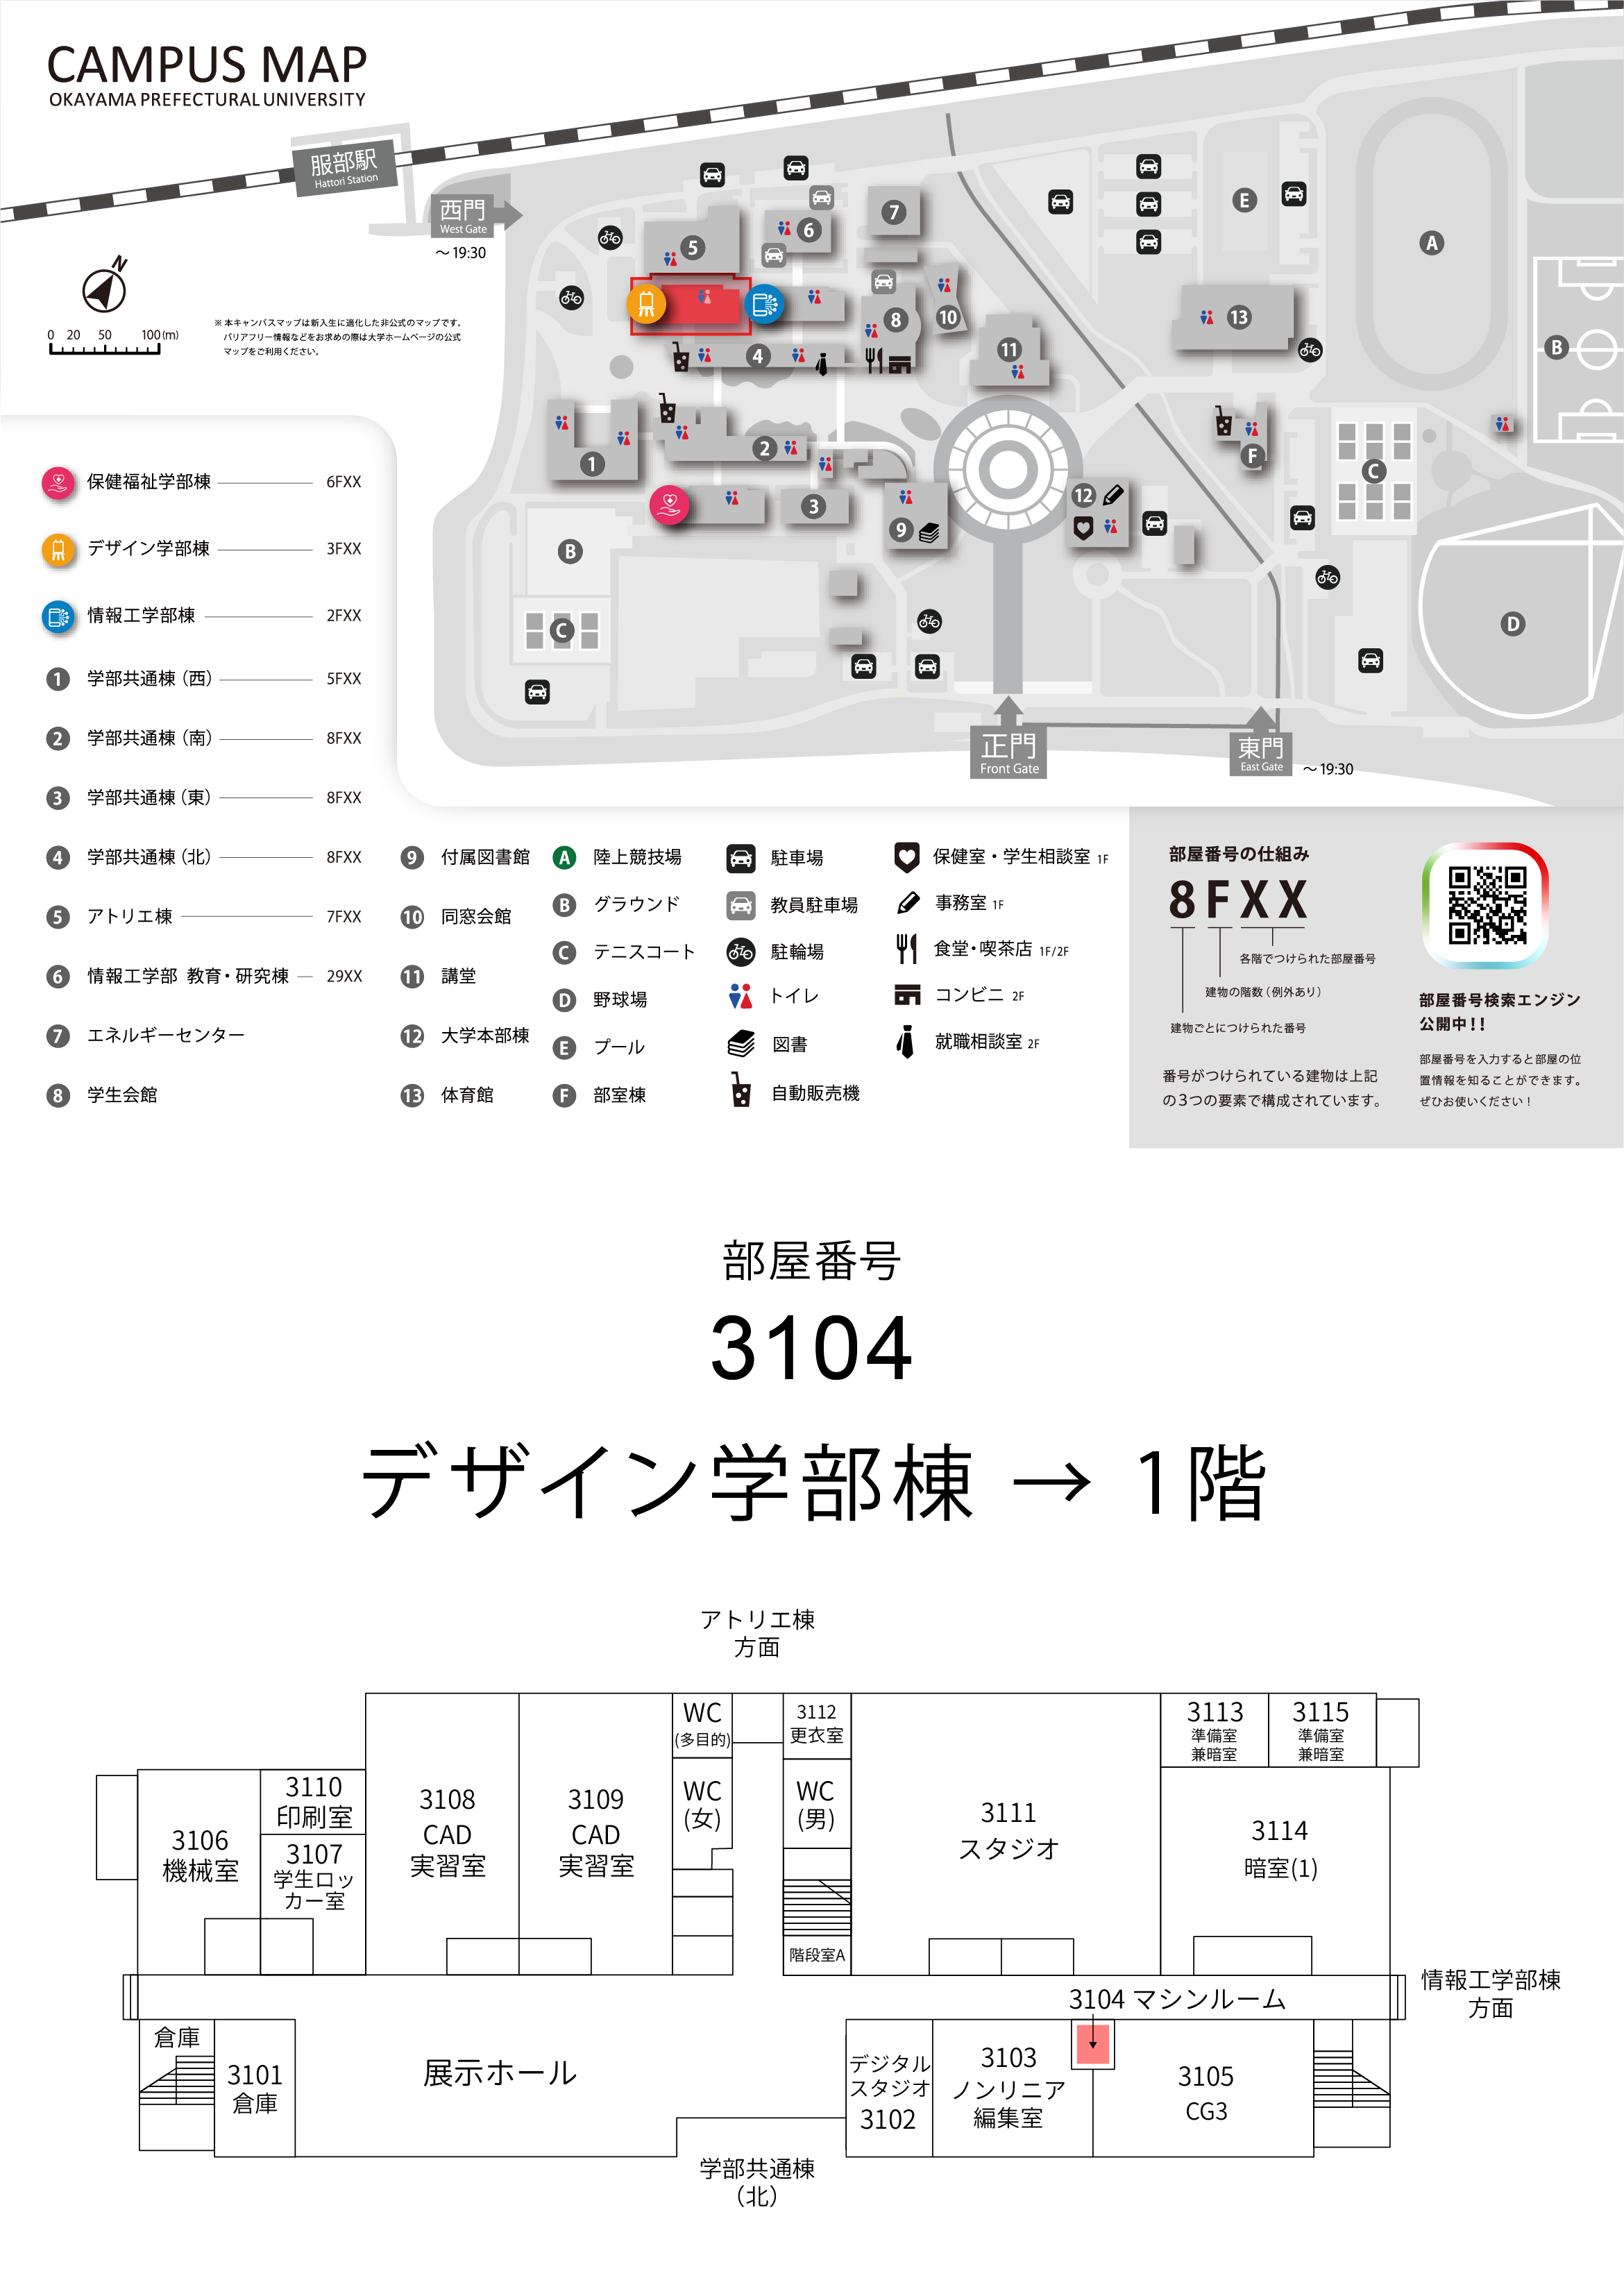 CAMPUS MAP
OKAYAMA PREFECTURAL UNIVERSITY
服部駅
Hattori Station
西門
West Gate
～19:30
N
0 20 50 100(m)
※ 本キャンパスマップは新入生に適化した非公式のマップです。
バリアフリー情報などをお求めの際は大学ホームページの公式
マップをご利用ください。
5
6
7
E
A
4
8
10
11
13
B
1
2
3
9
12
F
C
B
C
D
正門
Front Gate
東門
East Gate
～19:30
保健福祉学部棟 6FXX
デザイン学部棟 3FXX
情報工学部棟 2FXX
1 学部共通棟（西） 5FXX
2 学部共通棟（南） 8FXX
3 学部共通棟（東） 8FXX
4 学部共通棟（北） 8FXX
5 アトリエ棟 7FXX
6 情報工学部 教育・研究棟 29XX
7 エネルギーセンター
8 学生会館
9 付属図書館
10 同窓会館
11 講堂
12 大学本部棟
13 体育館
A 陸上競技場
B グラウンド
C テニスコート
D 野球場
E プール
F 部室棟
駐車場
教員駐車場
駐輪場
トイレ
図書
自動販売機
保健室・学生相談室 1F
事務室 1F
食堂・喫茶店 1F/2F
コンビニ 2F
就職相談室 2F
部屋番号の仕組み
8FXX
各階でつけられた部屋番号
建物の階数（例外あり）
建物ごとにつけられた番号
番号がつけられている建物は上記
の3つの要素で構成されています。
部屋番号検索エンジン
公開中！！
部屋番号を入力すると部屋の位
置情報を知ることができます。
ぜひお使いください！
部屋番号
3104
デザイン学部棟 → 1階
アトリエ棟
方面
WC
(多目的)
3112
更衣室
3113
準備室
兼暗室
3115
準備室
兼暗室
3110
印刷室
3106
機械室
3107
学生ロッ
カー室
3108
CAD
実習室
3109
CAD
実習室
WC
(女)
WC
(男)
3111
スタジオ
3114
暗室(1)
階段室A
情報工学部棟
方面
3104 マシンルーム
倉庫
3101
倉庫
展示ホール
デジタル
スタジオ
3102
3103
ノンリニア
編集室
3105
CG3
学部共通棟
（北）